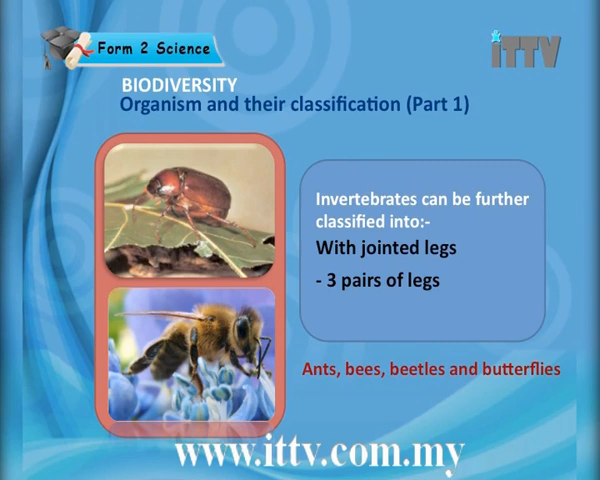 Form 2 Science
iTTV
BIODIVERSITY
Organism and their classification (Part 1)
Invertebrates can be further
classified into:-
With jointed legs
- 3 pairs of legs
Ants, bees, beetles and butterflies
www.ittv.com.my